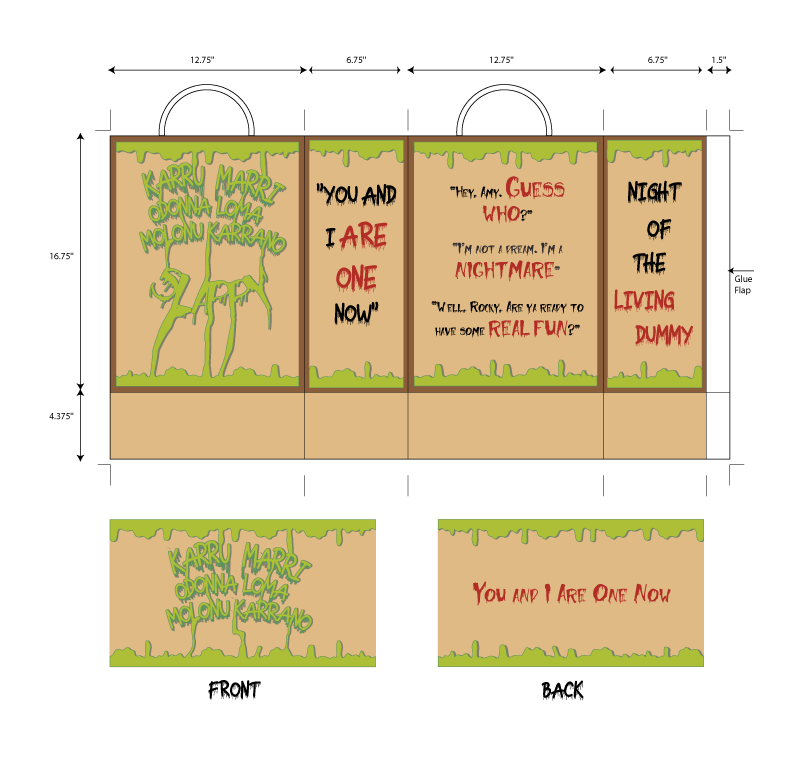 12.75"
6.75"
12.75"
6.75"
1.5"
16.75"
4.375"
KARRU MARRI
ODONNA LOMA
MOLONU KARRANO
SLAPPY
"YOU AND
I ARE
ONE
NOW"
"HEY, AMY. GUESS
WHO?"
"I'M NOT A DREAM. I'M A
NIGHTMARE"
"WELL, ROCKY, ARE YA READY TO
HAVE SOME REAL FUN?"
NIGHT
OF
THE
LIVING
DUMMY
Glue
Flap
KARRU MARRI
ODONNA LOMA
MOLONU KARRANO
FRONT
YOU AND I ARE ONE NOW
BACK